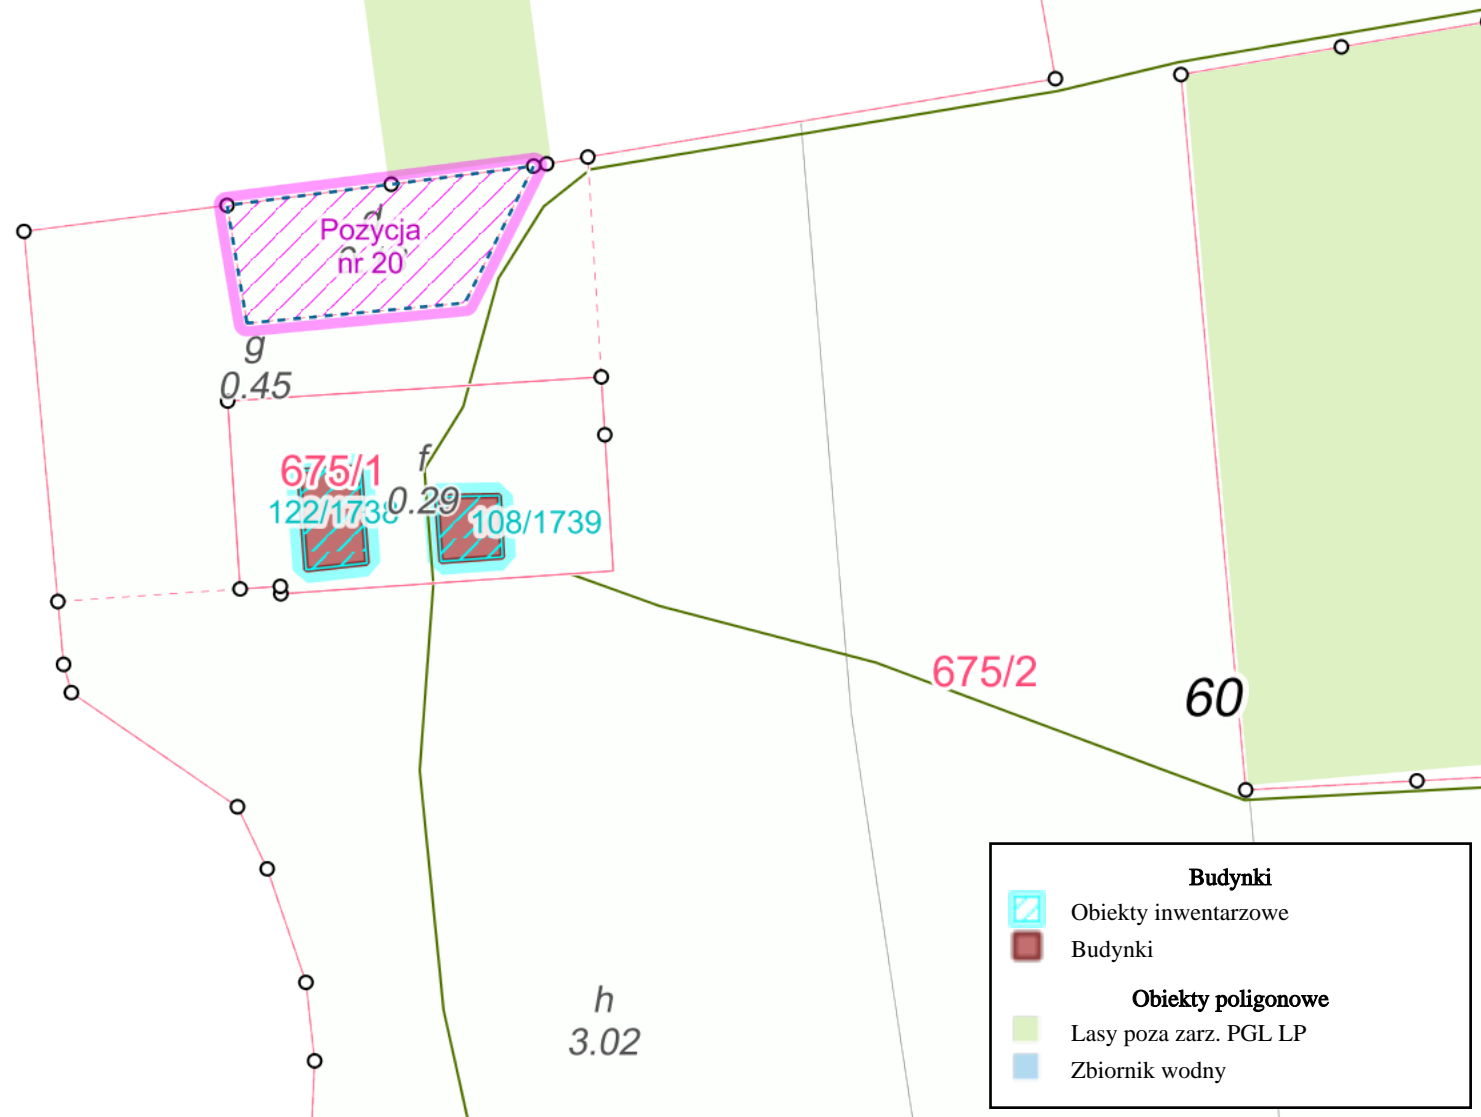 d
Pozycja
nr 20
g
0.45
f
675/1
0.29
122/1738
108/1739
675/2
60
h
3.02
Budynki
Obiekty inwentarzowe
Budynki
Obiekty poligonowe
Lasy poza zarz. PGL LP
Zbiornik wodny